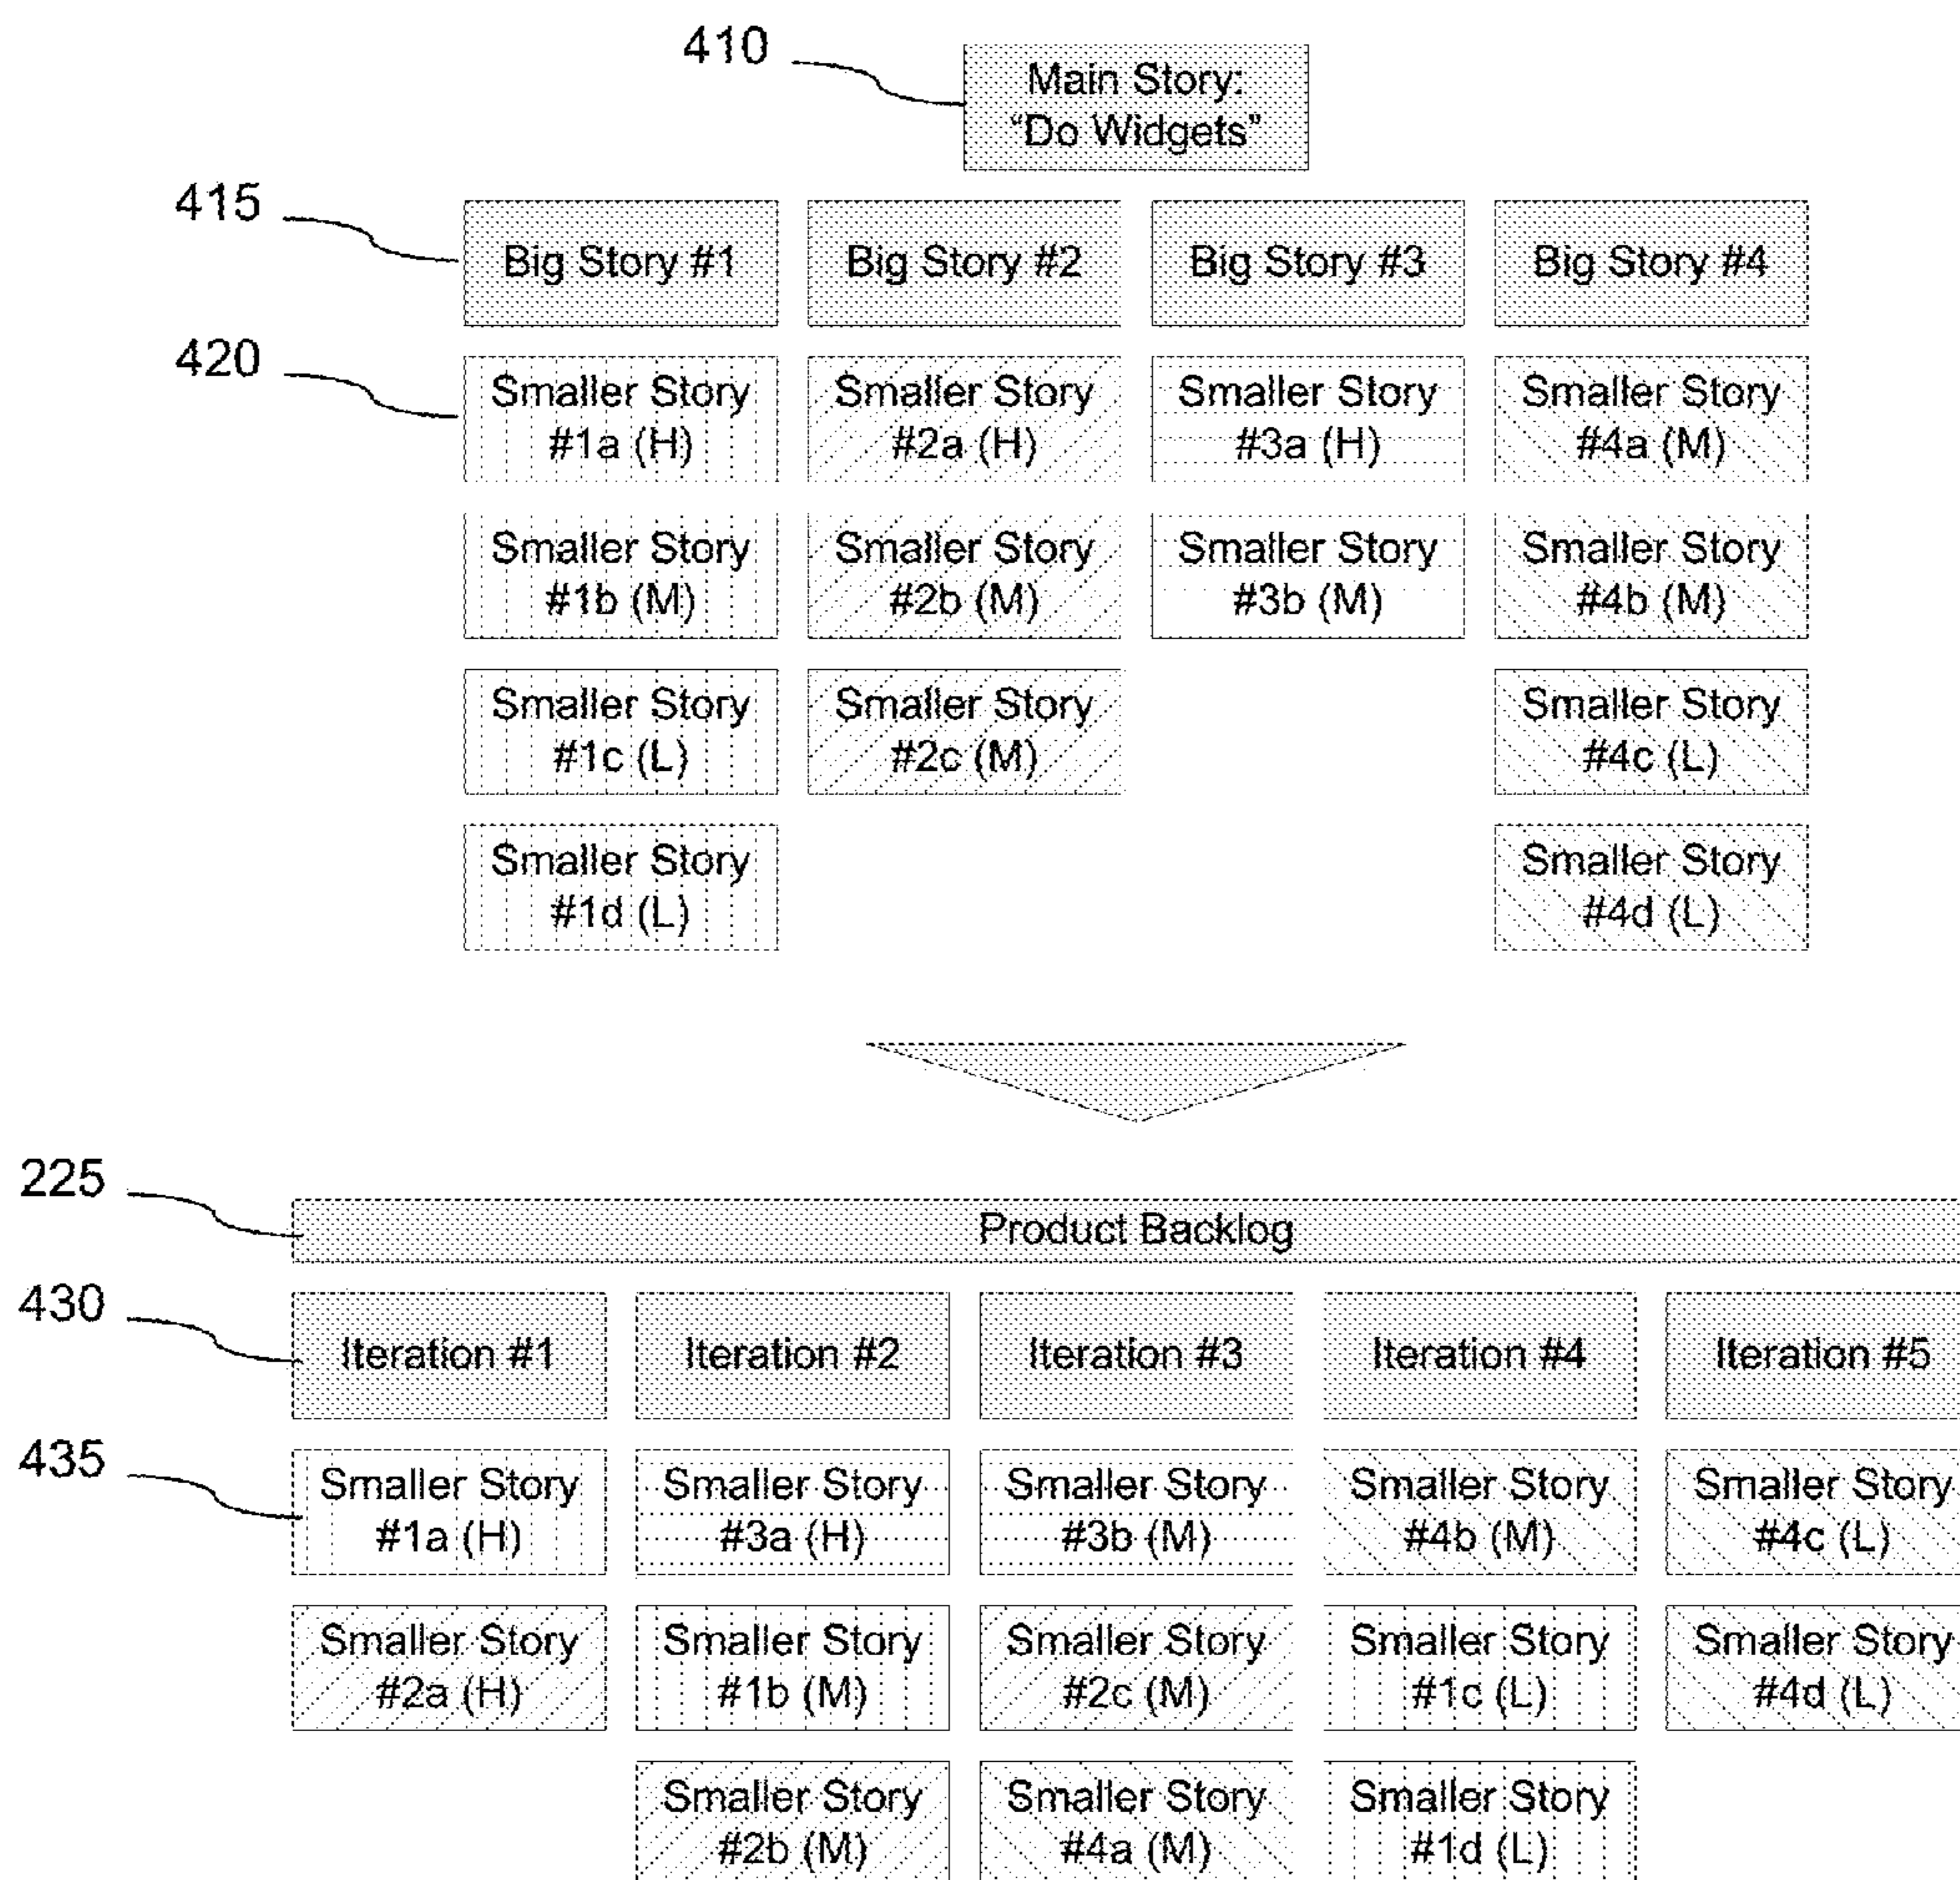 410
Main Story:
“Do Widgets”
415
Big Story #1
Big Story #2
Big Story #3
Big Story #4
420
Smaller Story
#1a (H)
Smaller Story
#2a (H)
Smaller Story
#3a (H)
Smaller Story
#4a (M)
Smaller Story
#1b (M)
Smaller Story
#2b (M)
Smaller Story
#3b (M)
Smaller Story
#4b (M)
Smaller Story
#1c (L)
Smaller Story
#2c (M)
Smaller Story
#4c (L)
Smaller Story
#1d (L)
Smaller Story
#4d (L)
225
Product Backlog
430
Iteration #1
Iteration #2
Iteration #3
Iteration #4
Iteration #5
435
Smaller Story
#1a (H)
Smaller Story
#3a (H)
Smaller Story
#3b (M)
Smaller Story
#4b (M)
Smaller Story
#4c (L)
Smaller Story
#2a (H)
Smaller Story
#1b (M)
Smaller Story
#2c (M)
Smaller Story
#1c (L)
Smaller Story
#4d (L)
Smaller Story
#2b (M)
Smaller Story
#4a (M)
Smaller Story
#1d (L)